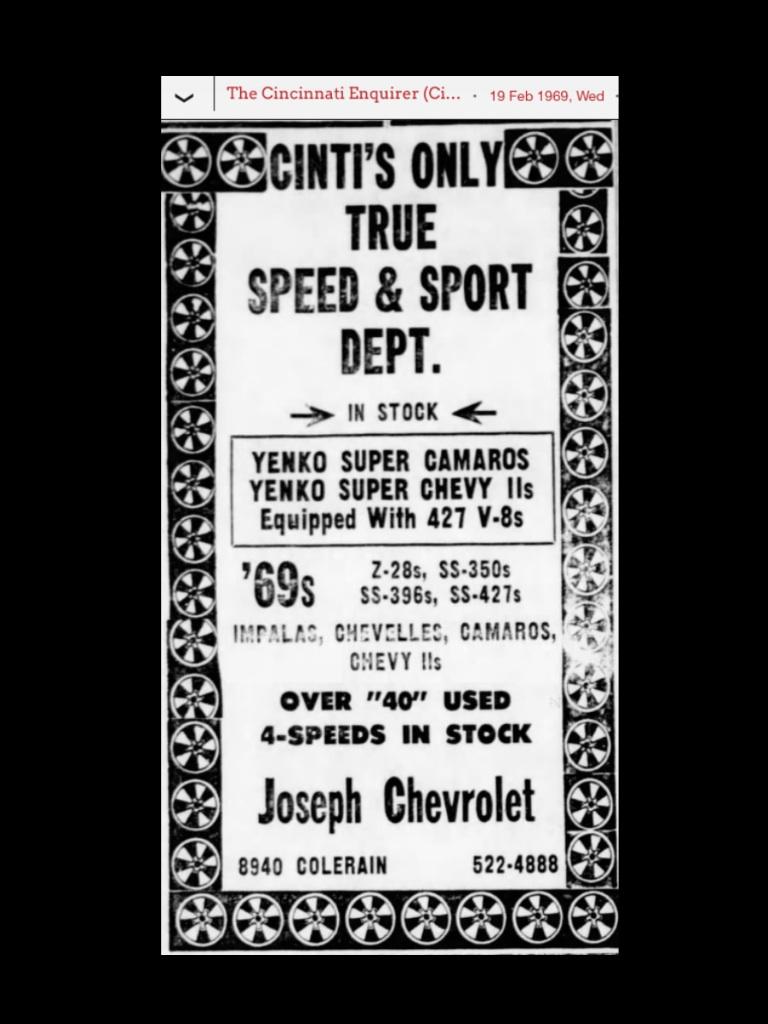 The Cincinnati Enquirer (Ci... · 19 Feb 1969, Wed ·
CINTI'S ONLY
TRUE
SPEED & SPORT
DEPT.
IN STOCK
YENKO SUPER CAMAROS
YENKO SUPER CHEVY IIs
Equipped With 427 V-8s
'69s
Z-28s, SS-350s
SS-396s, SS-427s
IMPALAS, CHEVELLES, CAMAROS,
CHEVY IIs
OVER "40" USED
4-SPEEDS IN STOCK
Joseph Chevrolet
8940 COLERAIN 522-4888